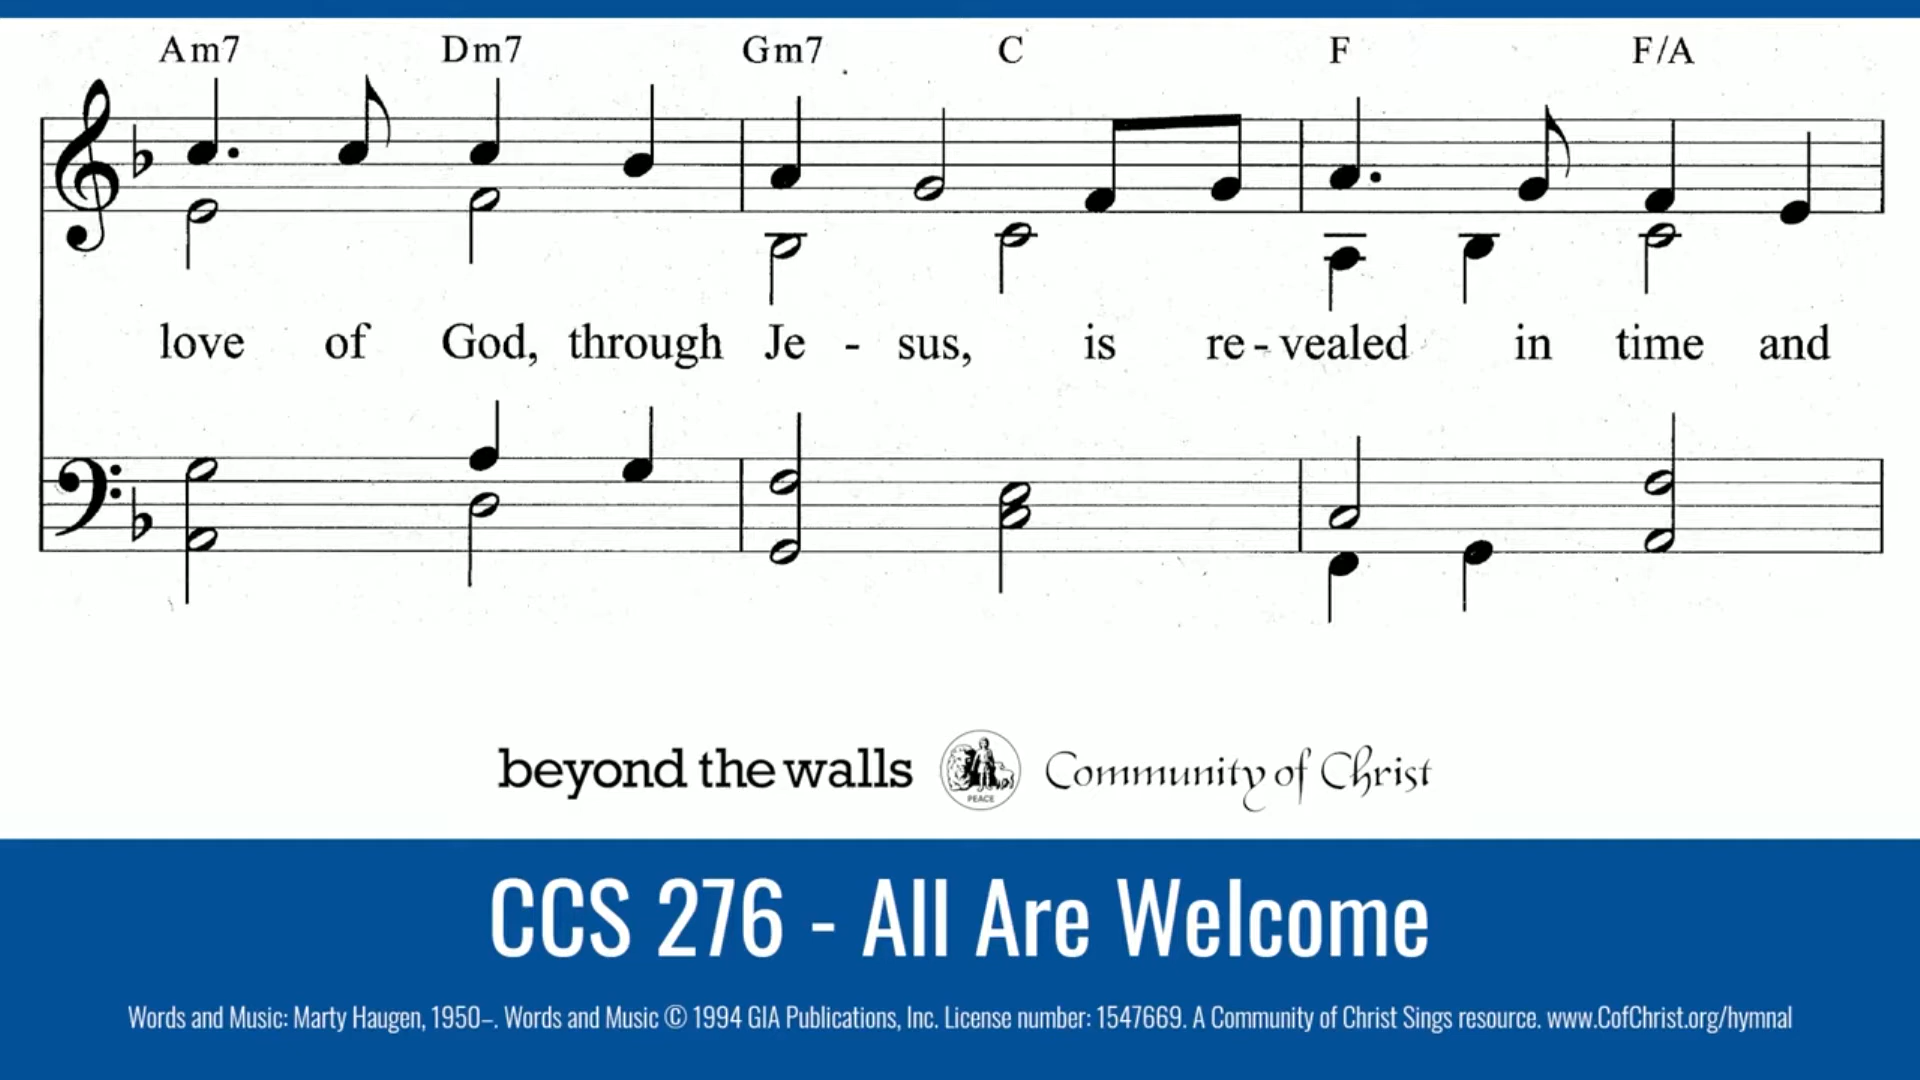 Am7 Dm7 Gm7 C F F/A
love of God, through Je - sus, is re - vealed in time and
beyond the walls PEACE Community of Christ
CCS 276 - All Are Welcome
Words and Music: Marty Haugen, 1950–. Words and Music © 1994 GIA Publications, Inc. License number: 1547669. A Community of Christ Sings resource. www.CofChrist.org/hymnal